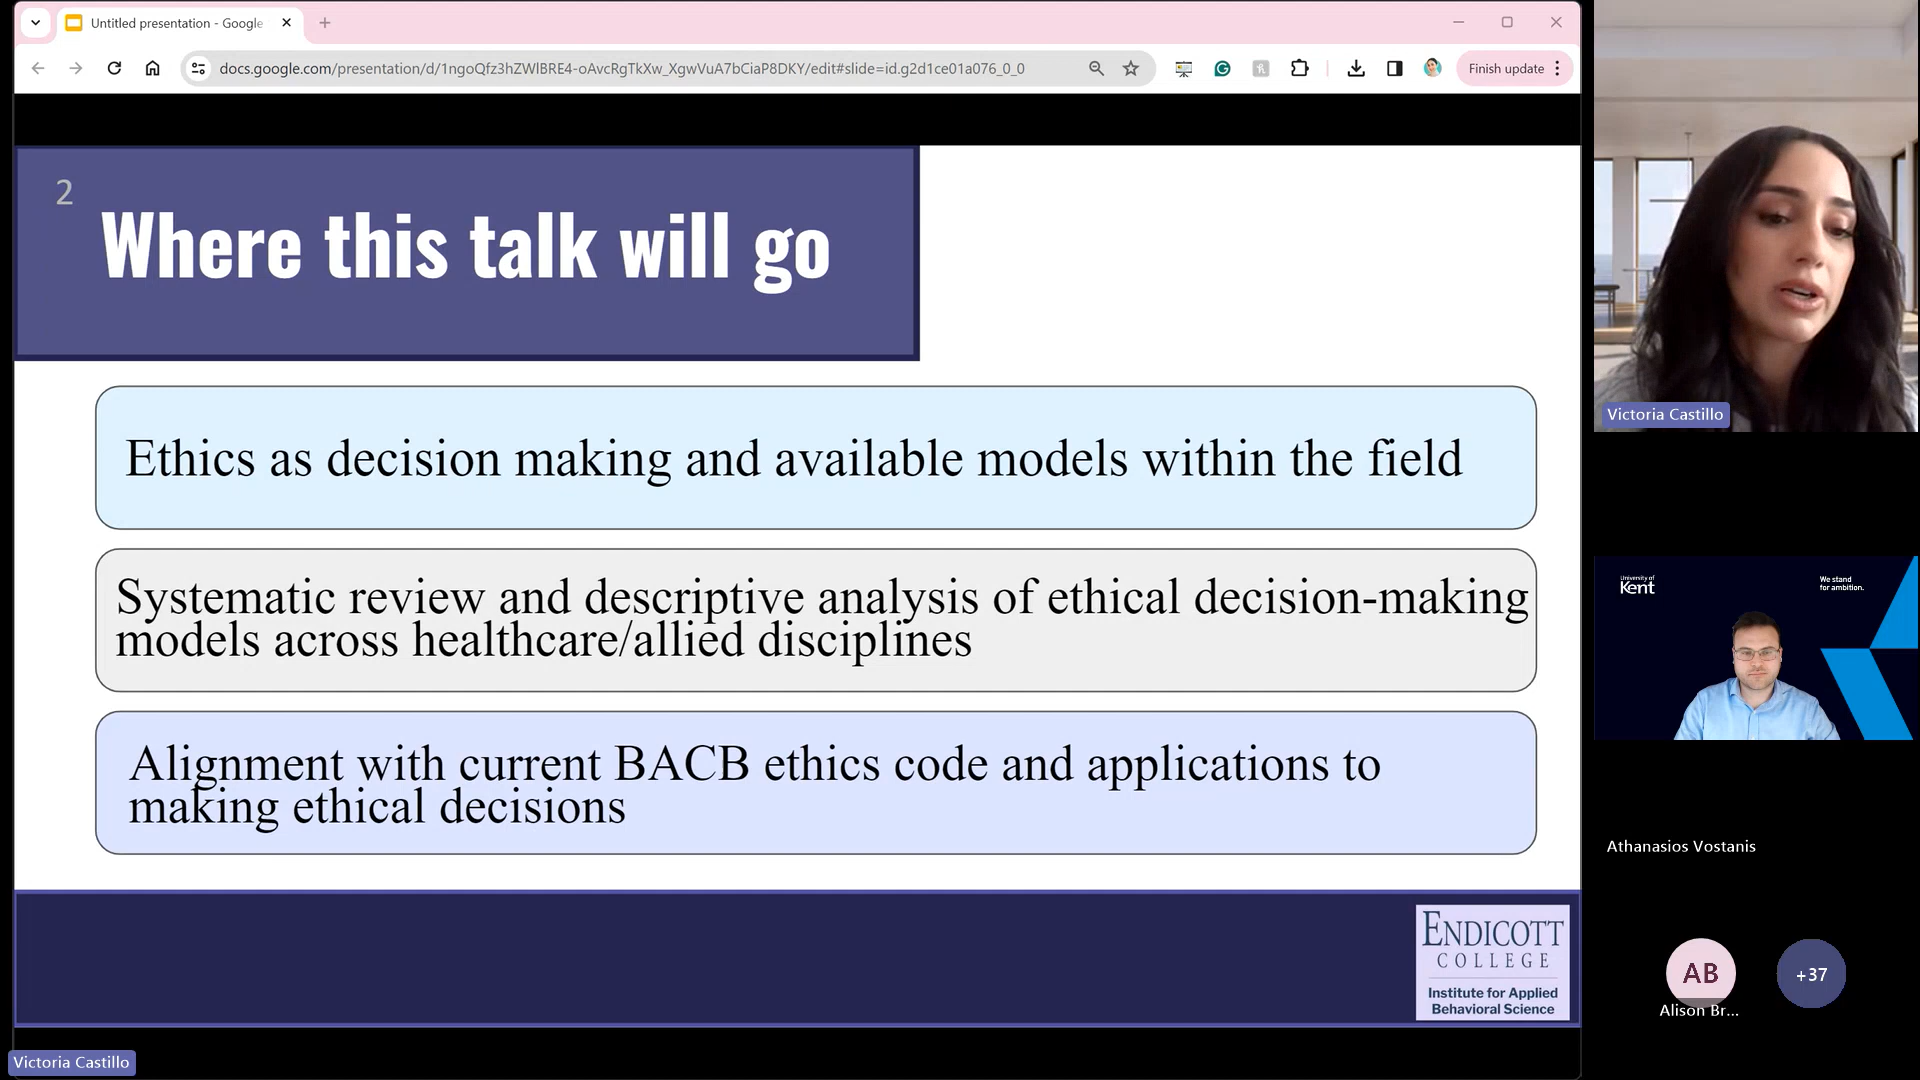 Untitled presentation - Google
docs.google.com/presentation/d/1ngoQfz3hZWlBRE4-oAvcRgTkXw_XgwVuA7bCiaP8DKY/edit#slide=id.g2d1ce01a076_0_0
Finish update
2
Where this talk will go
Ethics as decision making and available models within the field
Systematic review and descriptive analysis of ethical decision-making
models across healthcare/allied disciplines
Alignment with current BACB ethics code and applications to
making ethical decisions
ENDICOTT
COLLEGE
Institute for Applied
Behavioral Science
Victoria Castillo
Victoria Castillo
University of
Kent
We stand
for ambition.
Athanasios Vostanis
AB
Alison Br...
+37